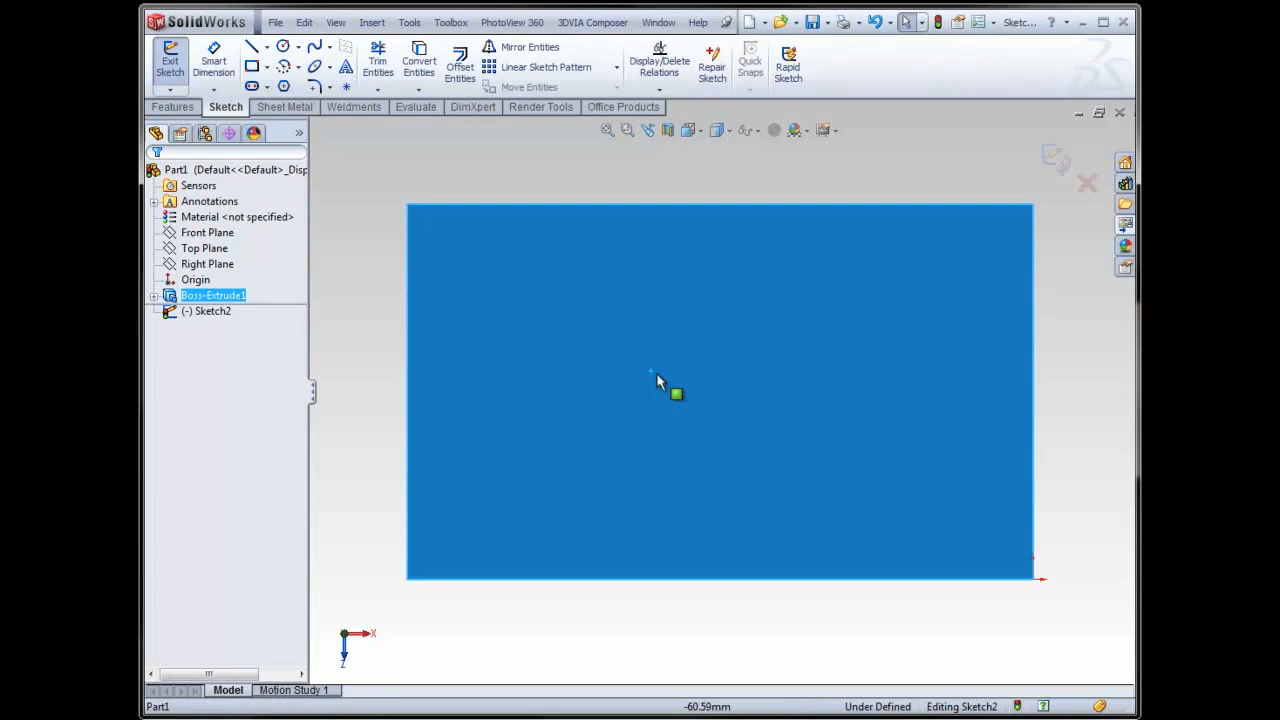 SolidWorks File Edit View Insert Tools Toolbox PhotoView 360 3DVIA Composer Window Help Sketc... ?
Exit Sketch
Smart Dimension
Trim Entities
Convert Entities
Offset Entities
Mirror Entities
Linear Sketch Pattern
Move Entities
Display/Delete Relations
Repair Sketch
Quick Snaps
Rapid Sketch
Features Sketch Sheet Metal Weldments Evaluate DimXpert Render Tools Office Products
»
Part1 (Default<<Default>_Disp
Sensors
A Annotations
Material <not specified>
Front Plane
Top Plane
Right Plane
Origin
Boss-Extrude1
(-) Sketch2
X
Z
Model Motion Study 1
Part1 -60.59mm Under Defined Editing Sketch2 ?